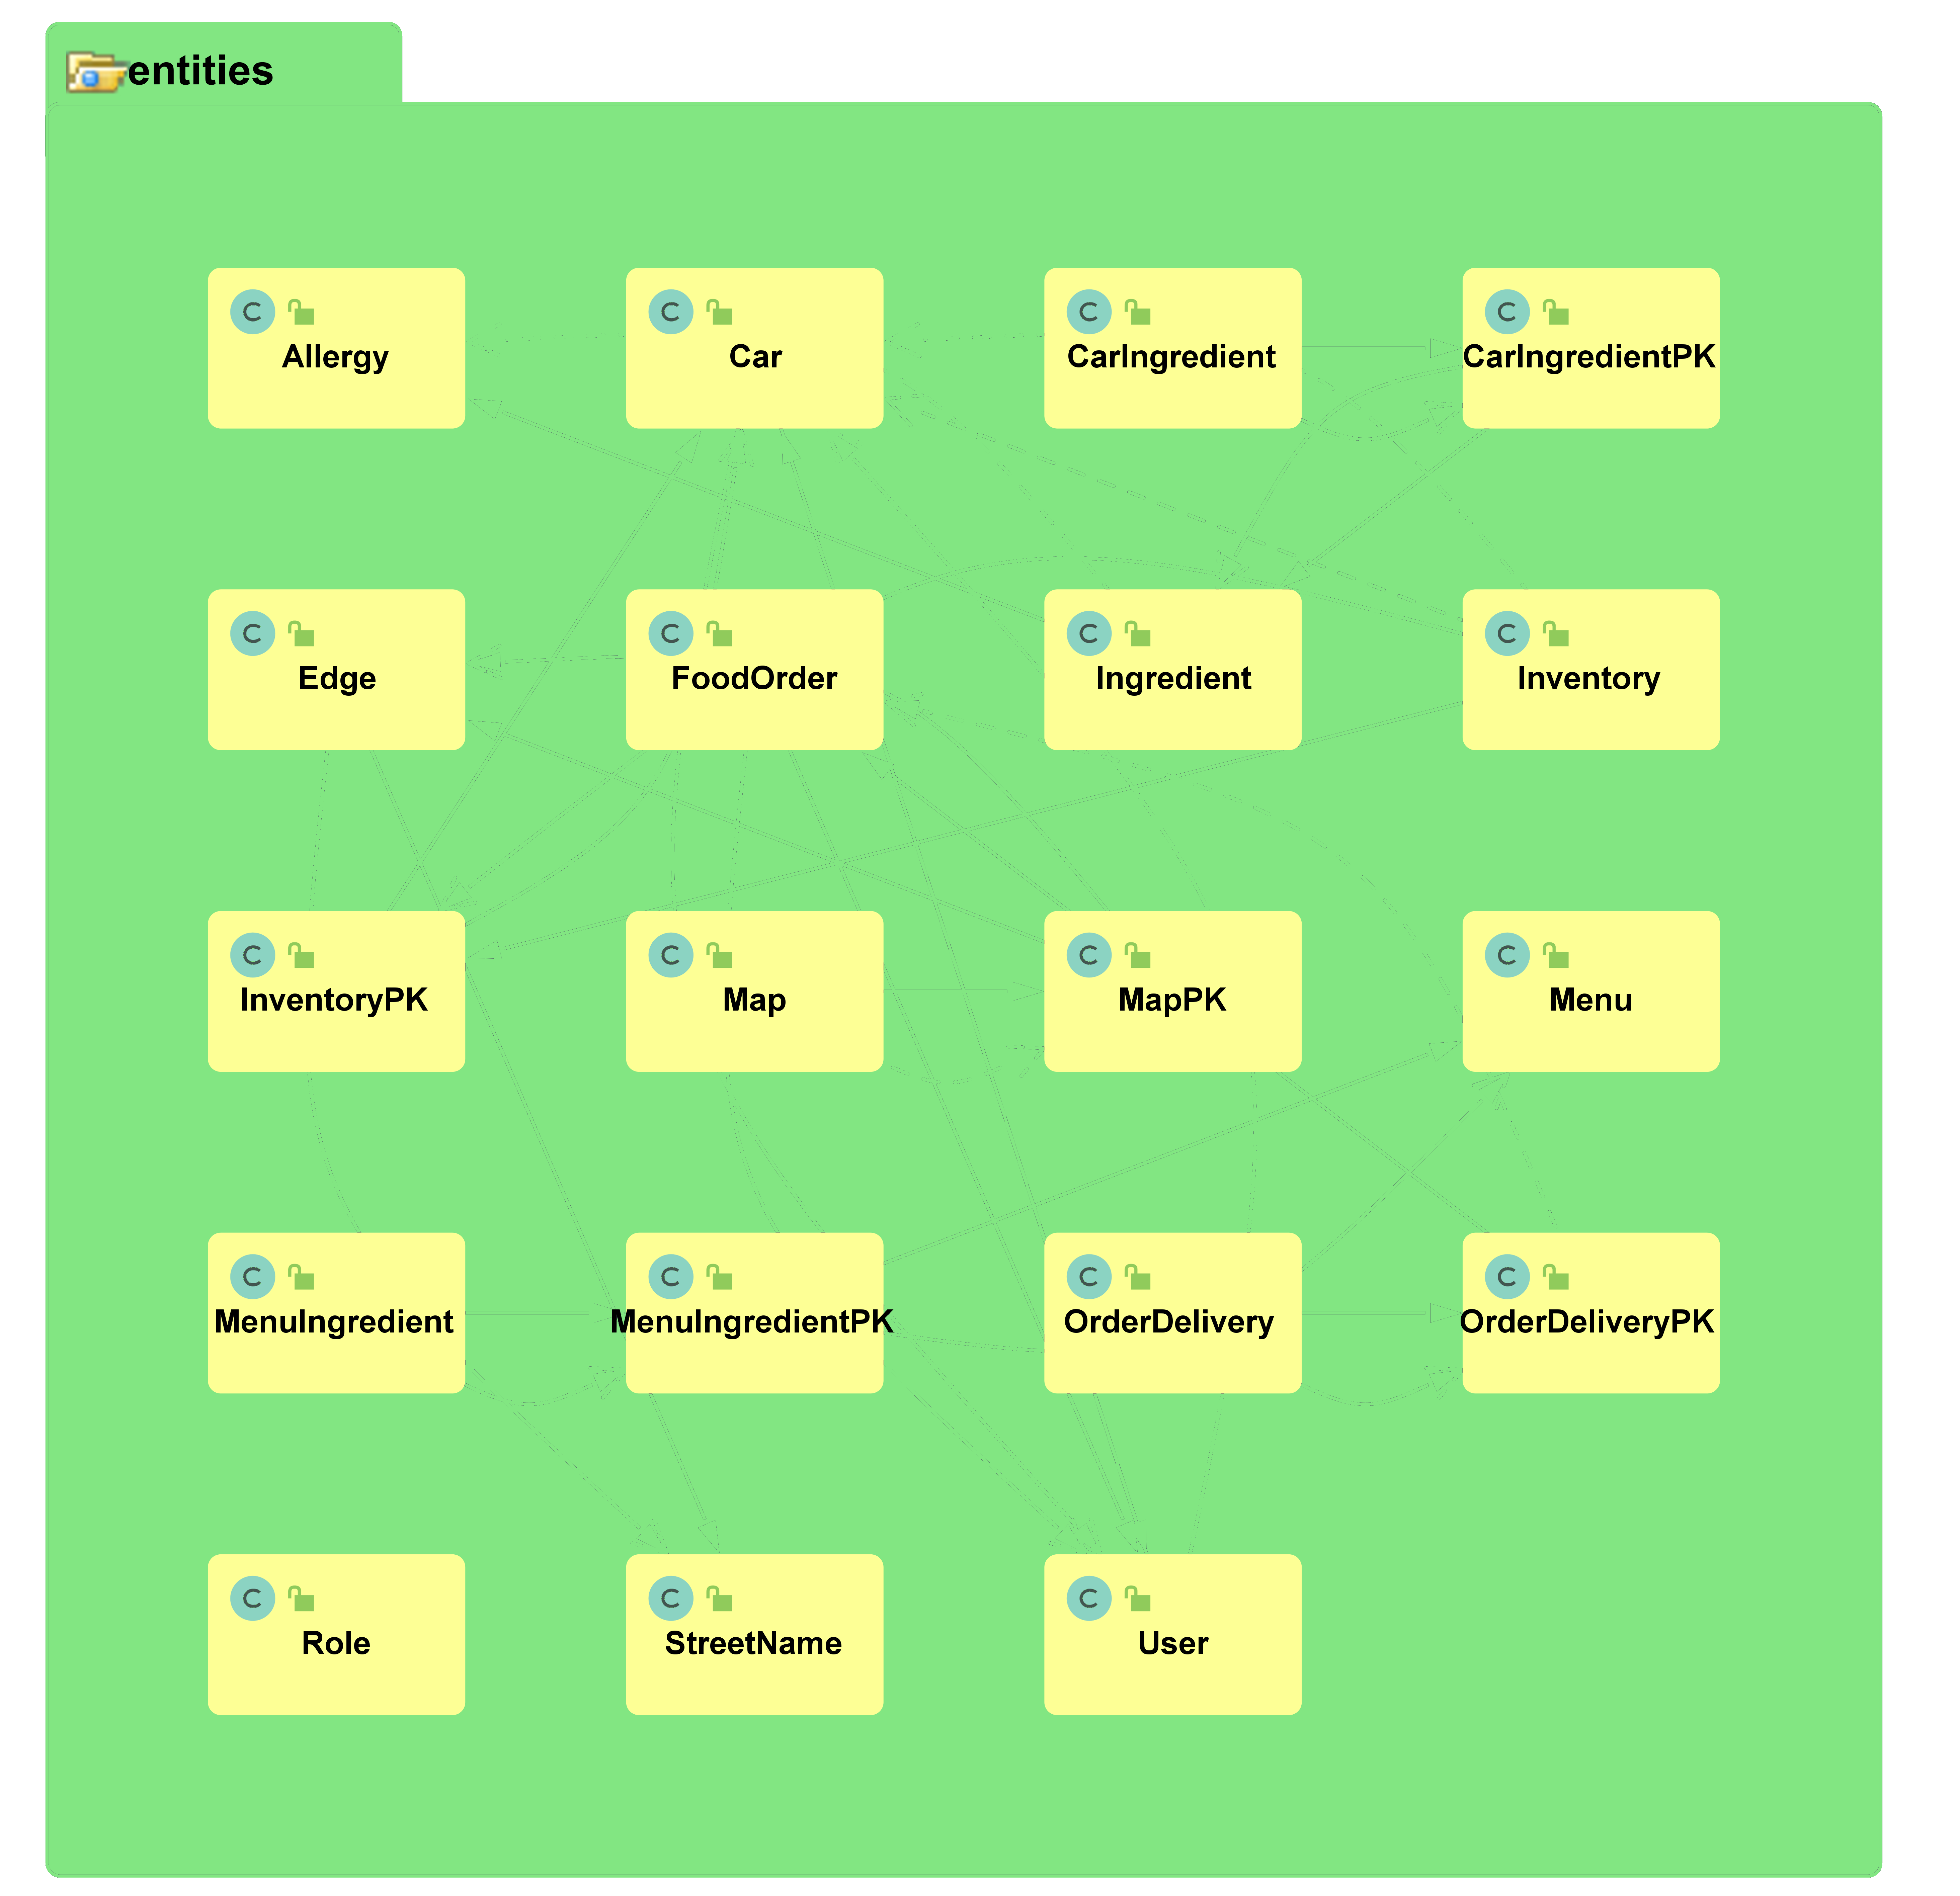 entities
C
Allergy
C
Car
C
CarIngredient
C
CarIngredientPK
C
Edge
C
FoodOrder
C
Ingredient
C
Inventory
C
InventoryPK
C
Map
C
MapPK
C
Menu
C
MenuIngredient
C
MenuIngredientPK
C
OrderDelivery
C
OrderDeliveryPK
C
Role
C
StreetName
C
User